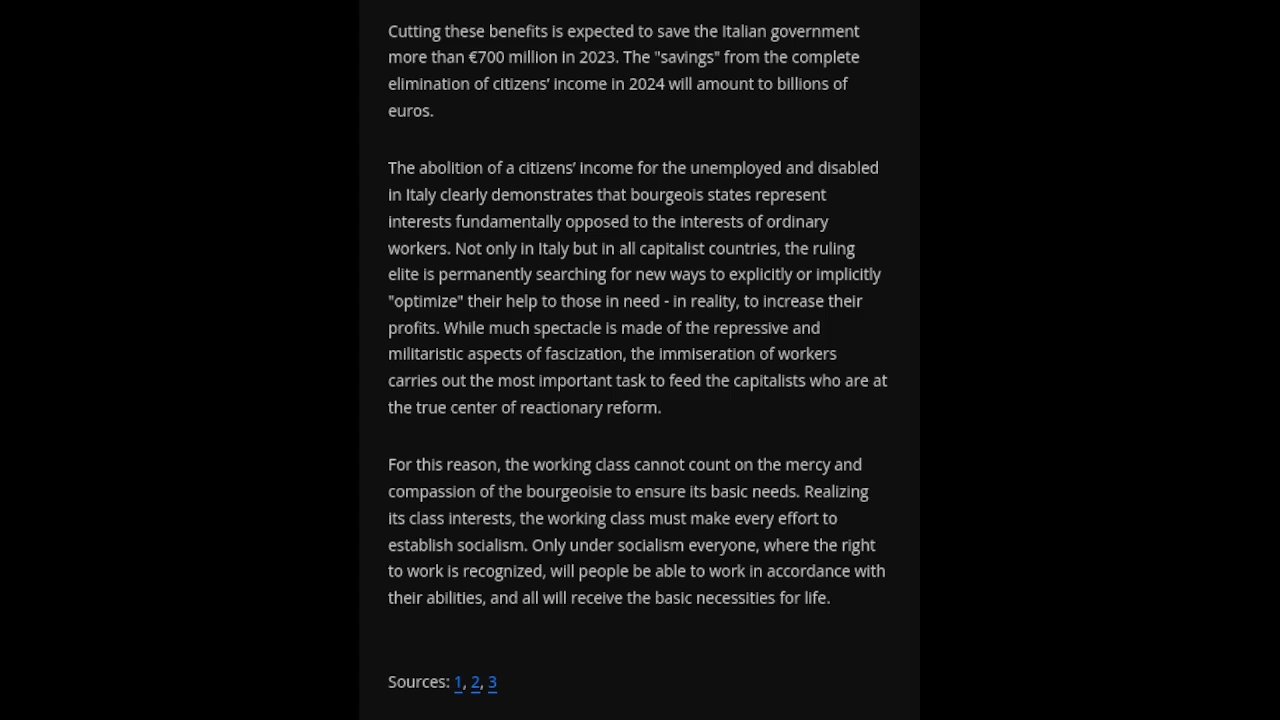 Cutting these benefits is expected to save the Italian government
more than €700 million in 2023. The "savings" from the complete
elimination of citizens’ income in 2024 will amount to billions of
euros.
The abolition of a citizens’ income for the unemployed and disabled
in Italy clearly demonstrates that bourgeois states represent
interests fundamentally opposed to the interests of ordinary
workers. Not only in Italy but in all capitalist countries, the ruling
elite is permanently searching for new ways to explicitly or implicitly
"optimize" their help to those in need - in reality, to increase their
profits. While much spectacle is made of the repressive and
militaristic aspects of fascization, the immiseration of workers
carries out the most important task to feed the capitalists who are at
the true center of reactionary reform.
For this reason, the working class cannot count on the mercy and
compassion of the bourgeoisie to ensure its basic needs. Realizing
its class interests, the working class must make every effort to
establish socialism. Only under socialism everyone, where the right
to work is recognized, will people be able to work in accordance with
their abilities, and all will receive the basic necessities for life.
Sources: 1, 2, 3